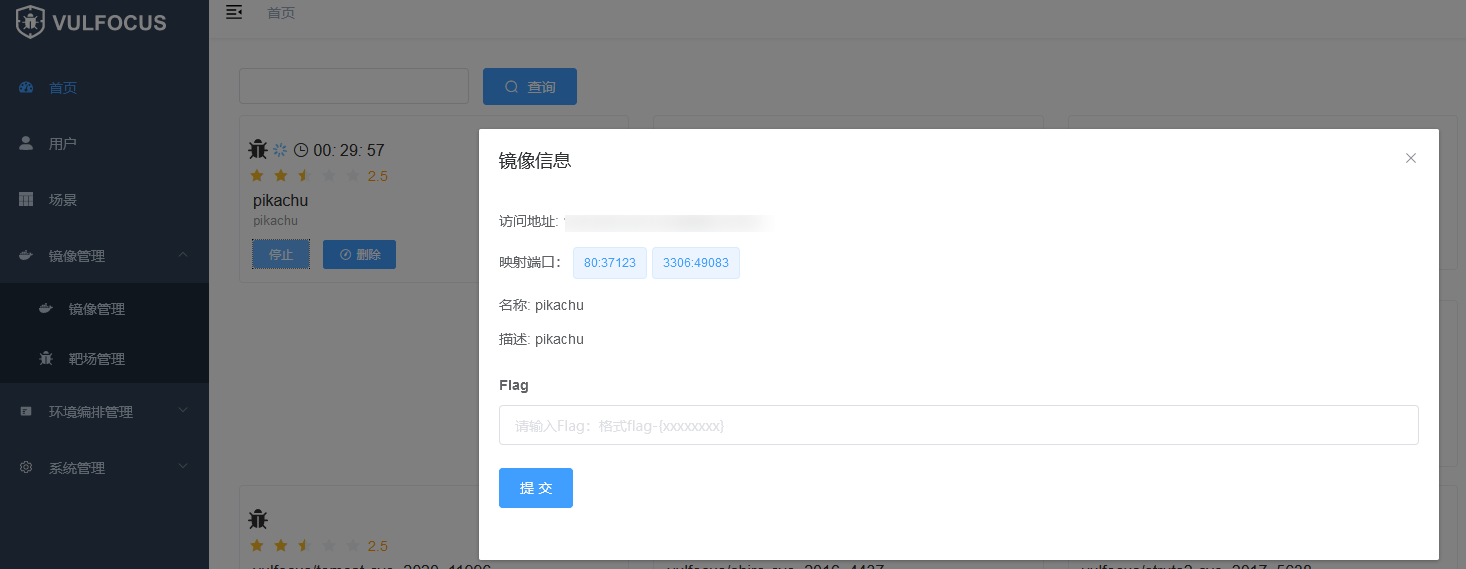 VULFOCUS
首页
首页
用户
场景
镜像管理
镜像管理
靶场管理
环境编排管理
系统管理
查询
00: 29: 57
2.5
pikachu
pikachu
停止
删除
镜像信息
访问地址:
映射端口： 80:37123 3306:49083
名称: pikachu
描述: pikachu
Flag
请输入Flag：格式flag-{xxxxxxxx}
提 交
2.5